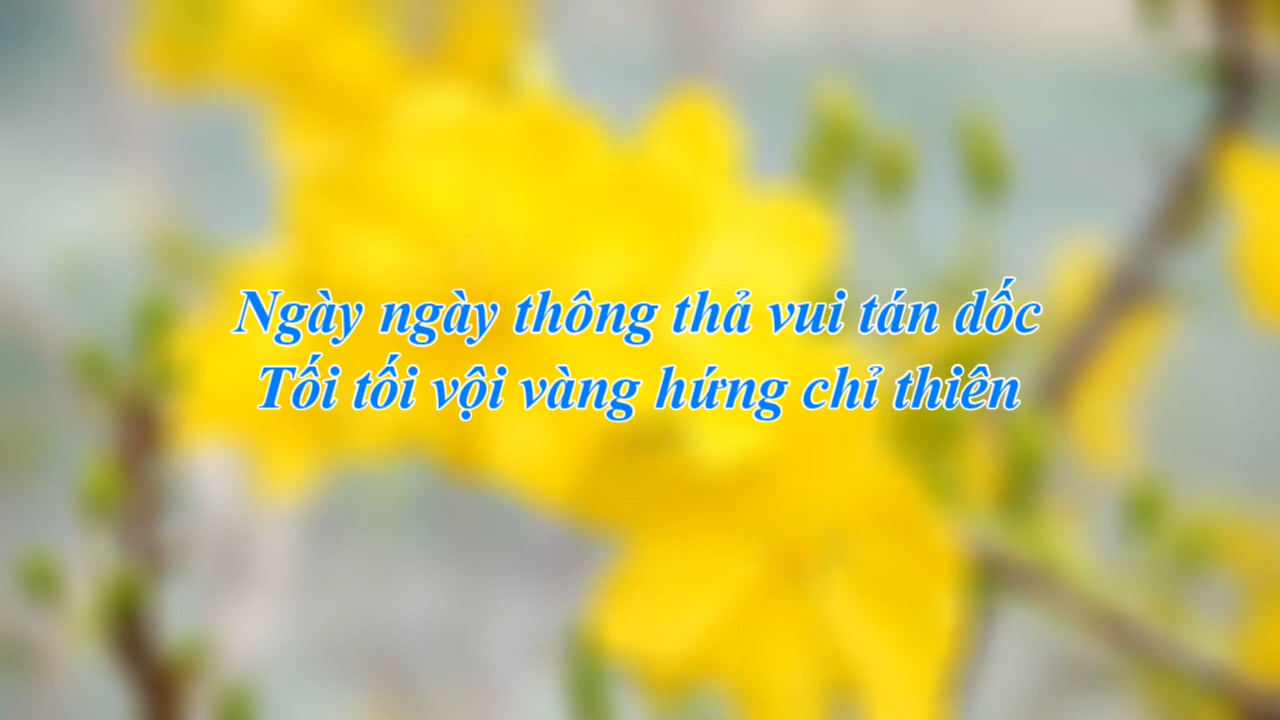 Ngày ngày thông thả vui tán dốc
Tối tối vội vàng hứng chỉ thiên